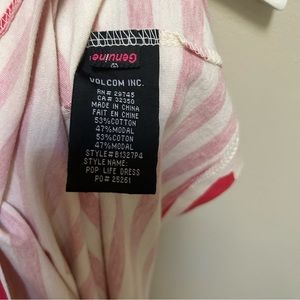 Genuine
VOLCOM INC.
RN# 29745
CA# 32350
MADE IN CHINA
FAIT EN CHINE
53%COTTON
47%MODAL
53%COTON
47%MODAL
STYLE# B1327P4
STYLE NAME:
POP LIFE DRESS
PO# 25261